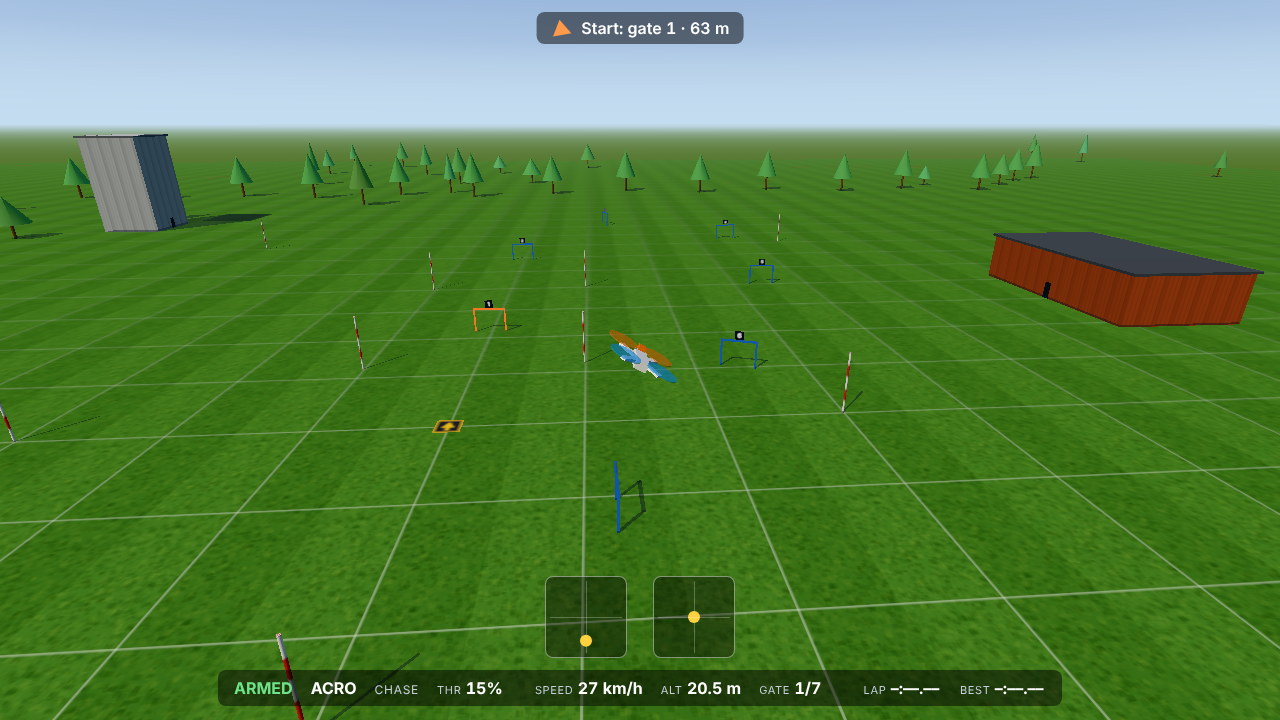 Start: gate 1 · 63 m
ARMED ACRO CHASE THR 15% SPEED 27 km/h ALT 20.5 m GATE 1/7 LAP –:––.–– BEST –:––.––